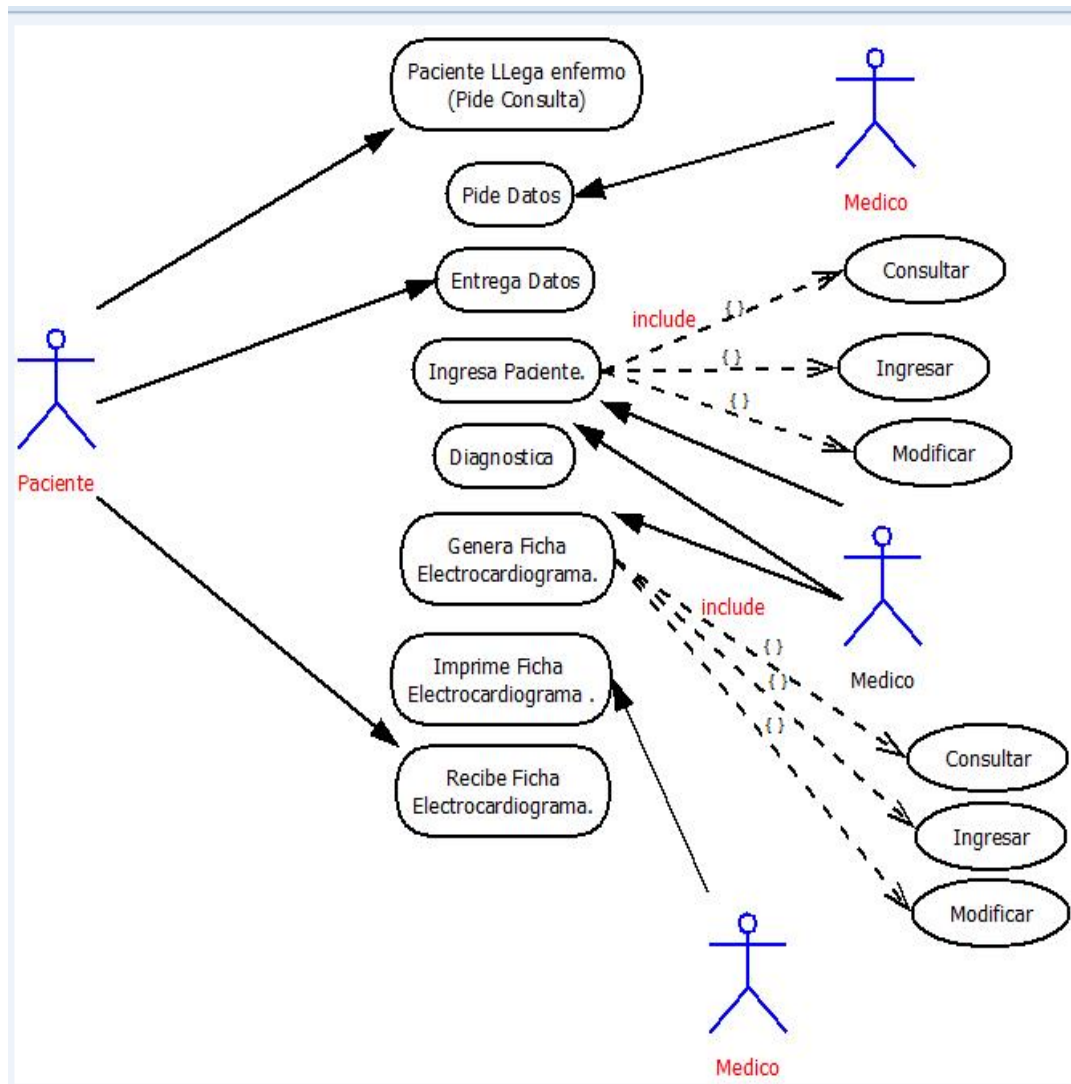 Paciente LLega enfermo
(Pide Consulta)
Medico
Pide Datos
Consultar
Entrega Datos
{ }
include
Ingresa Paciente.
{ }
Ingresar
{ }
Modificar
Diagnostica
Paciente
Genera Ficha
Electrocardiograma.
include
{ }
Medico
Imprime Ficha
Electrocardiograma .
{ }
{ }
Consultar
Recibe Ficha
Electrocardiograma.
Ingresar
Modificar
Medico